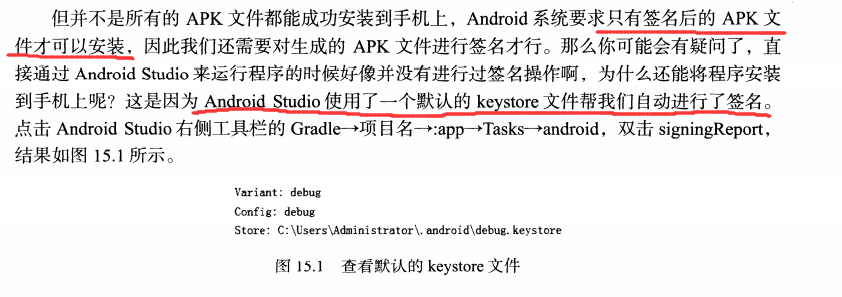 但并不是所有的 APK 文件都能成功安装到手机上，Android 系统要求只有签名后的 APK 文
件才可以安装，因此我们还需要对生成的 APK 文件进行签名才行。那么你可能会有疑问了，直
接通过 Android Studio 来运行程序的时候好像并没有进行过签名操作啊，为什么还能将程序安装
到手机上呢？这是因为 Android Studio 使用了一个默认的 keystore 文件帮我们自动进行了签名。
点击 Android Studio 右侧工具栏的 Gradle→项目名→:app→Tasks→android，双击 signingReport，
结果如图 15.1 所示。
Variant: debug
Config: debug
Store: C:\Users\Administrator\.android\debug.keystore
图 15.1 查看默认的 keystore 文件